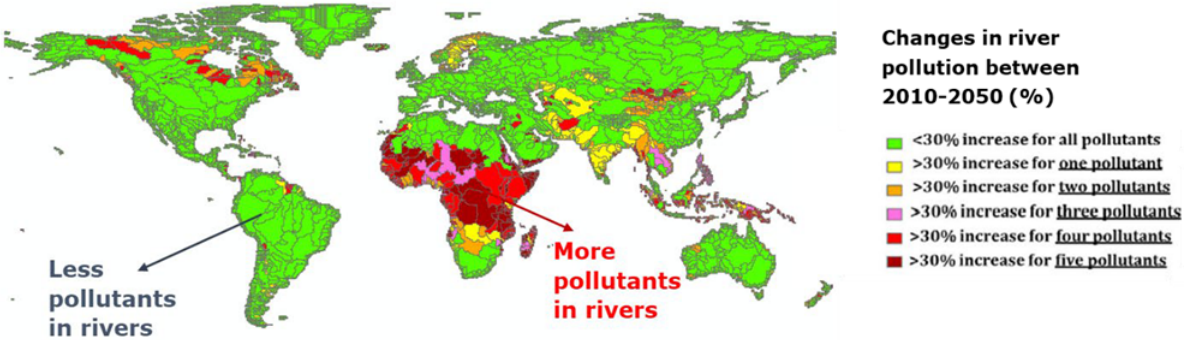 Changes in river
pollution between
2010-2050 (%)
<30% increase for all pollutants
>30% increase for one pollutant
>30% increase for two pollutants
>30% increase for three pollutants
>30% increase for four pollutants
>30% increase for five pollutants
Less
pollutants
in rivers
More
pollutants
in rivers